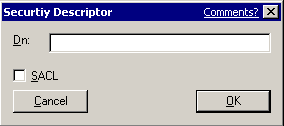 Securtiy Descriptor Comments?
Dn:
SACL
Cancel OK